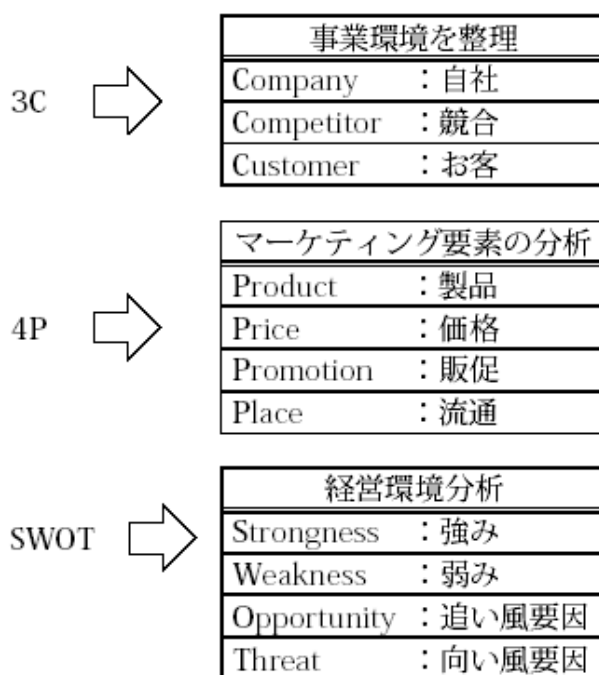 3C
事業環境を整理
Company ：自社
Competitor ：競合
Customer ：お客
4P
マーケティング要素の分析
Product ：製品
Price ：価格
Promotion ：販促
Place ：流通
SWOT
経営環境分析
Strongness ：強み
Weakness ：弱み
Opportunity ：追い風要因
Threat ：向い風要因